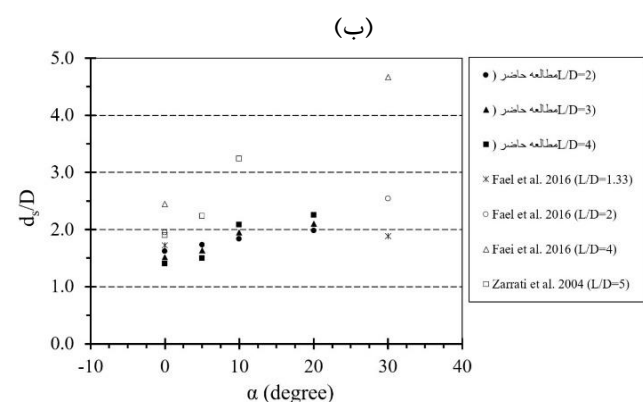 (ب)
5.0
4.0
3.0
2.0
1.0
0.0
-10 0 10 20 30 40
dₛ/D
α (degree)
مطالعه حاضر (L/D=2)
مطالعه حاضر (L/D=3)
مطالعه حاضر (L/D=4)
Fael et al. 2016 (L/D=1.33)
Fael et al. 2016 (L/D=2)
Faei et al. 2016 (L/D=4)
Zarrati et al. 2004 (L/D=5)